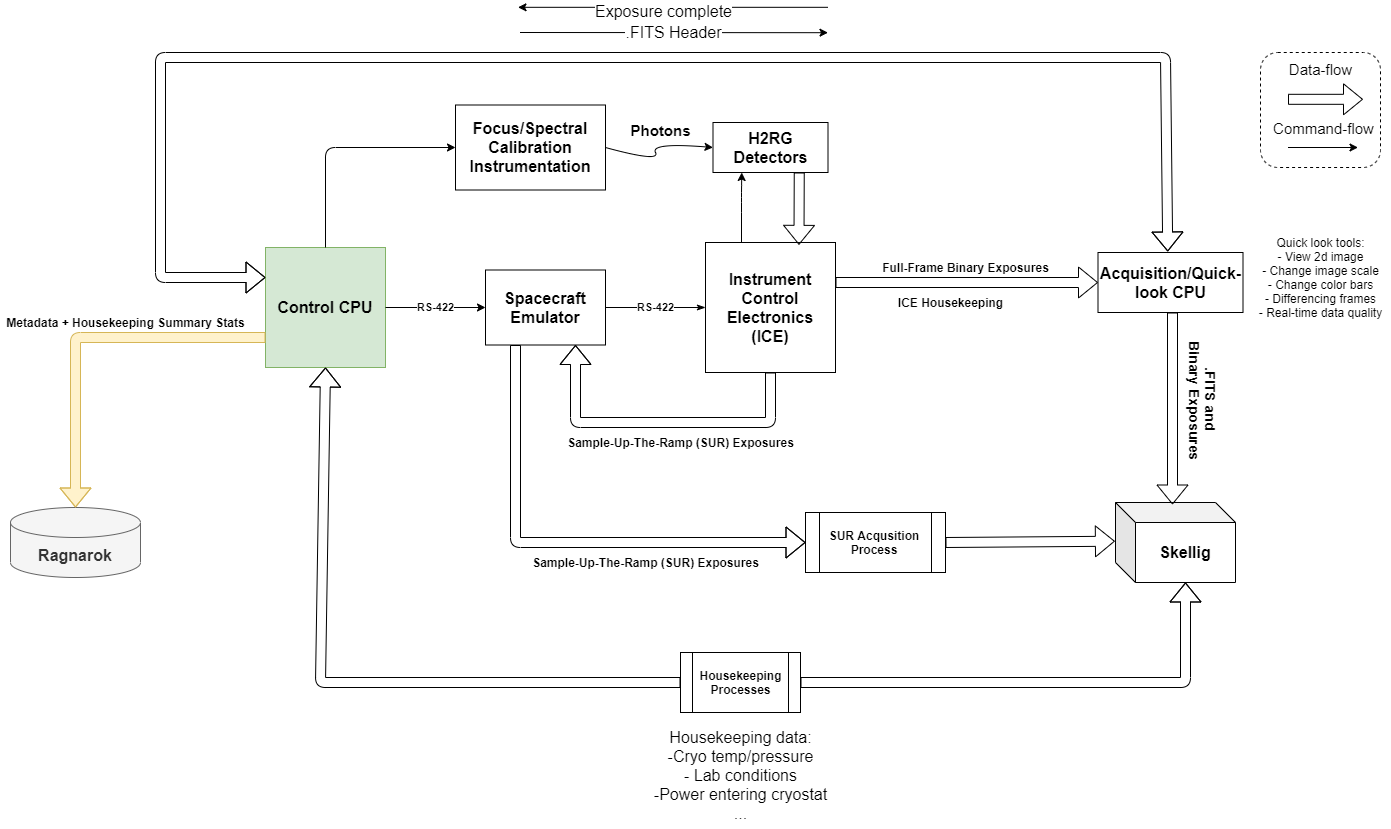 Exposure complete
.FITS Header
Data-flow
Command-flow
Focus/Spectral
Calibration
Instrumentation
Photons
H2RG
Detectors
Control CPU
RS-422
Spacecraft
Emulator
RS-422
Instrument
Control
Electronics
(ICE)
Full-Frame Binary Exposures
ICE Housekeeping
Acquisition/Quick-
look CPU
Quick look tools:
- View 2d image
- Change image scale
- Change color bars
- Differencing frames
- Real-time data quality
Metadata + Housekeeping Summary Stats
.FITS and
Binary Exposures
Sample-Up-The-Ramp (SUR) Exposures
Ragnarok
SUR Acqusition
Process
Skellig
Sample-Up-The-Ramp (SUR) Exposures
Housekeeping
Processes
Housekeeping data:
-Cryo temp/pressure
- Lab conditions
-Power entering cryostat
...